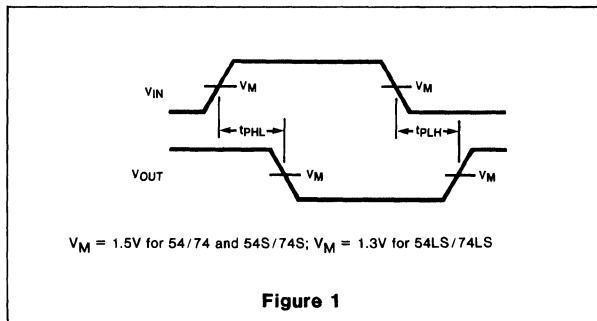 VIN
VM
VM
tPHL
tPLH
VOUT
VM
VM
VM = 1.5V for 54/74 and 54S/74S; VM = 1.3V for 54LS/74LS
Figure 1